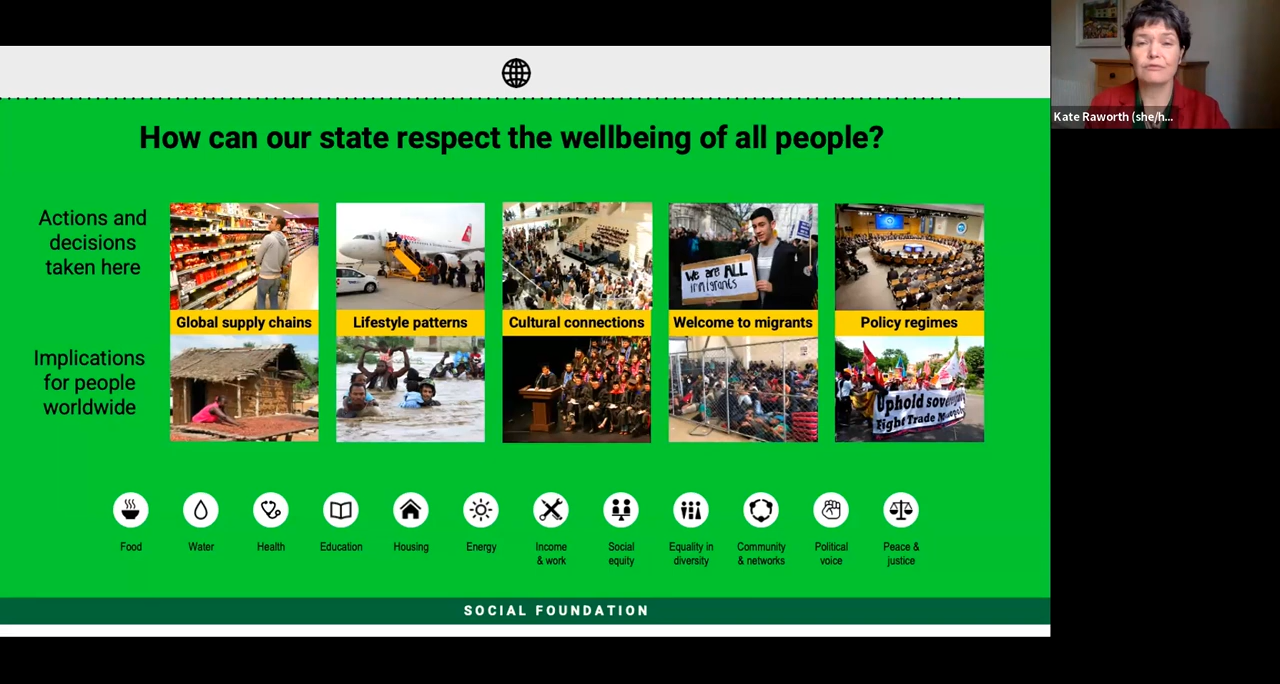 How can our state respect the wellbeing of all people?
Actions and
decisions
taken here
We are ALL
immigrants
Global supply chains
Lifestyle patterns
Cultural connections
Welcome to migrants
Policy regimes
Implications
for people
worldwide
Uphold
Fight Trade
Food
Water
Health
Education
Housing
Energy
Income
& work
Social
equity
Equality in
diversity
Community
& networks
Political
voice
Peace &
justice
SOCIAL FOUNDATION
Kate Raworth (she/h...